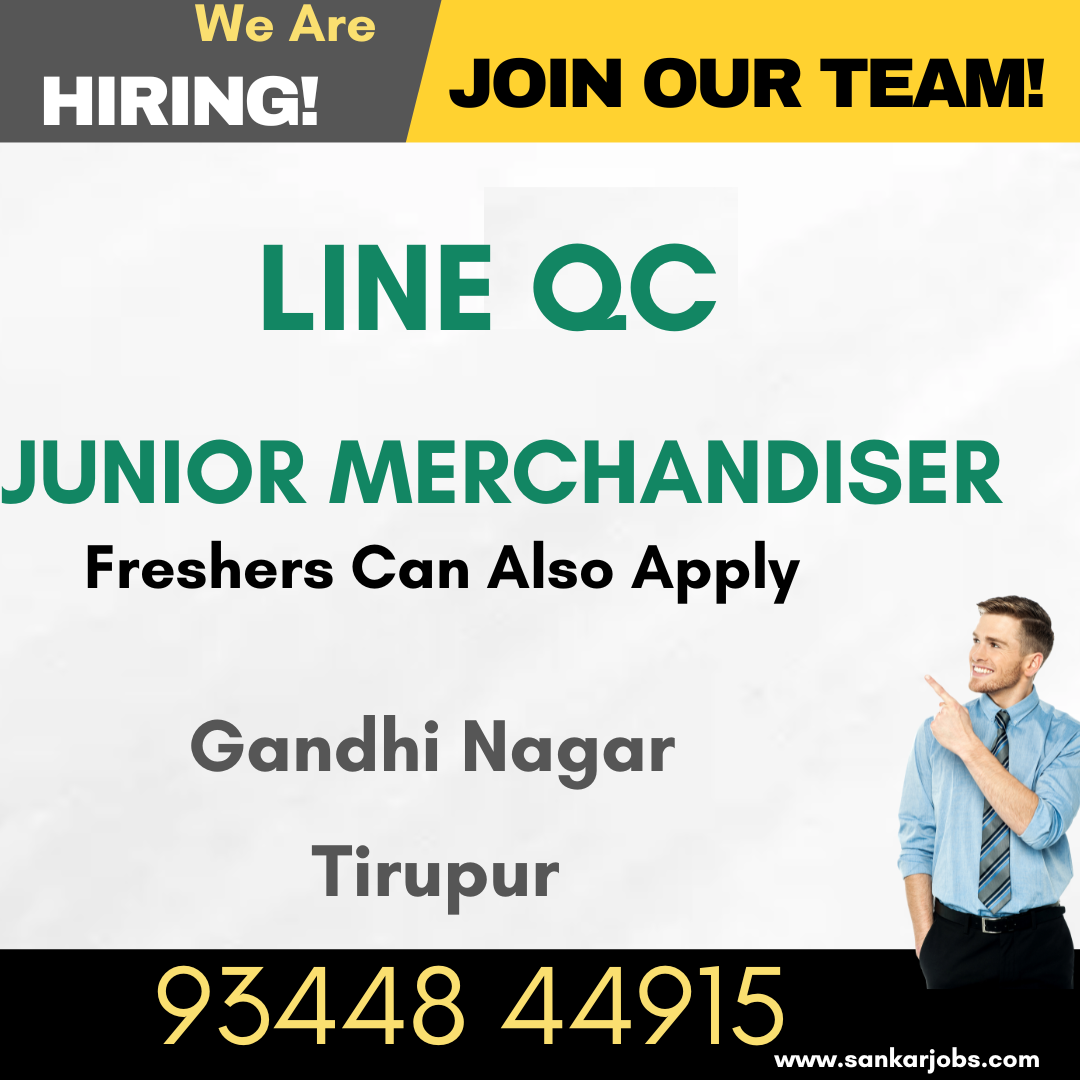 We Are
HIRING!
JOIN OUR TEAM!
LINE QC
JUNIOR MERCHANDISER
Freshers Can Also Apply
Gandhi Nagar
Tirupur
93448 44915
www.sankarjobs.com